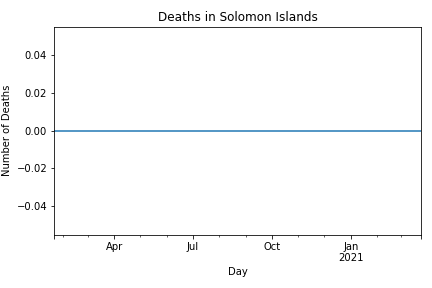 Deaths in Solomon Islands
Number of Deaths
0.04
0.02
0.00
−0.02
−0.04
Apr
Jul
Oct
Jan
2021
Day